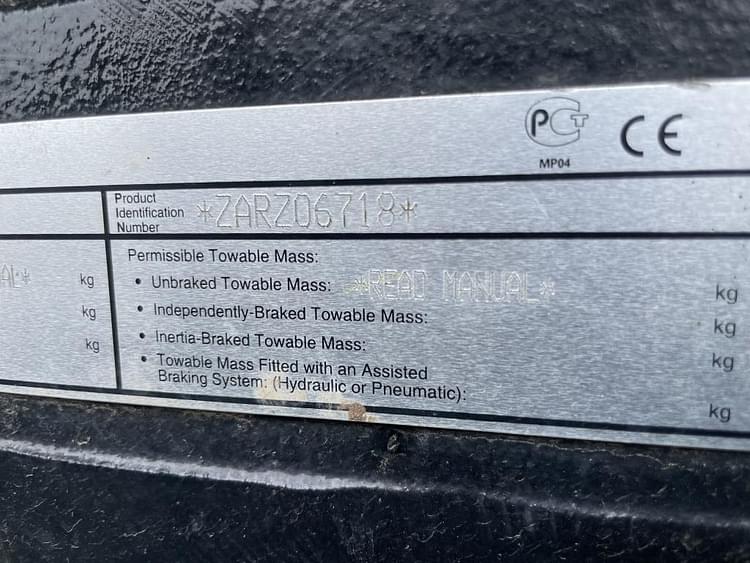 PCT CE
MP04
Product
Identification
Number
*ZARZ06718*
Permissible Towable Mass:
AL* kg
• Unbraked Towable Mass: *READ MANUAL* kg
kg
• Independently-Braked Towable Mass: kg
kg
• Inertia-Braked Towable Mass: kg
• Towable Mass Fitted with an Assisted
Braking System: (Hydraulic or Pneumatic): kg